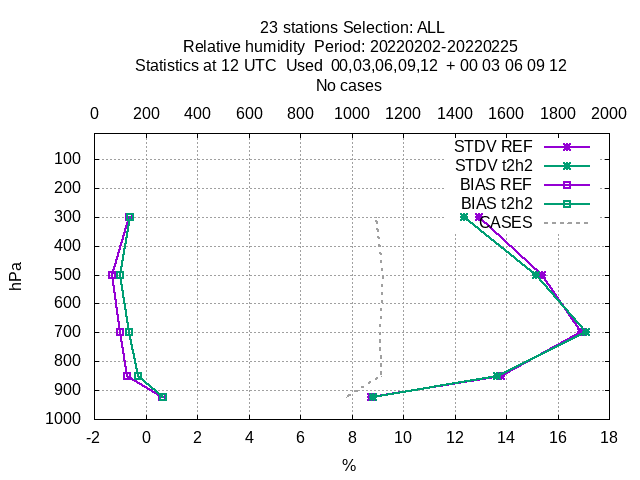 23 stations Selection: ALL
Relative humidity  Period: 20220202-20220225
Statistics at 12 UTC  Used  00,03,06,09,12  + 00 03 06 09 12
No cases
0 200 400 600 800 1000 1200 1400 1600 1800 2000
STDV REF
STDV t2h2
BIAS REF
BIAS t2h2
CASES
100
200
300
400
500
600
700
800
900
1000
hPa
-2 0 2 4 6 8 10 12 14 16 18
%